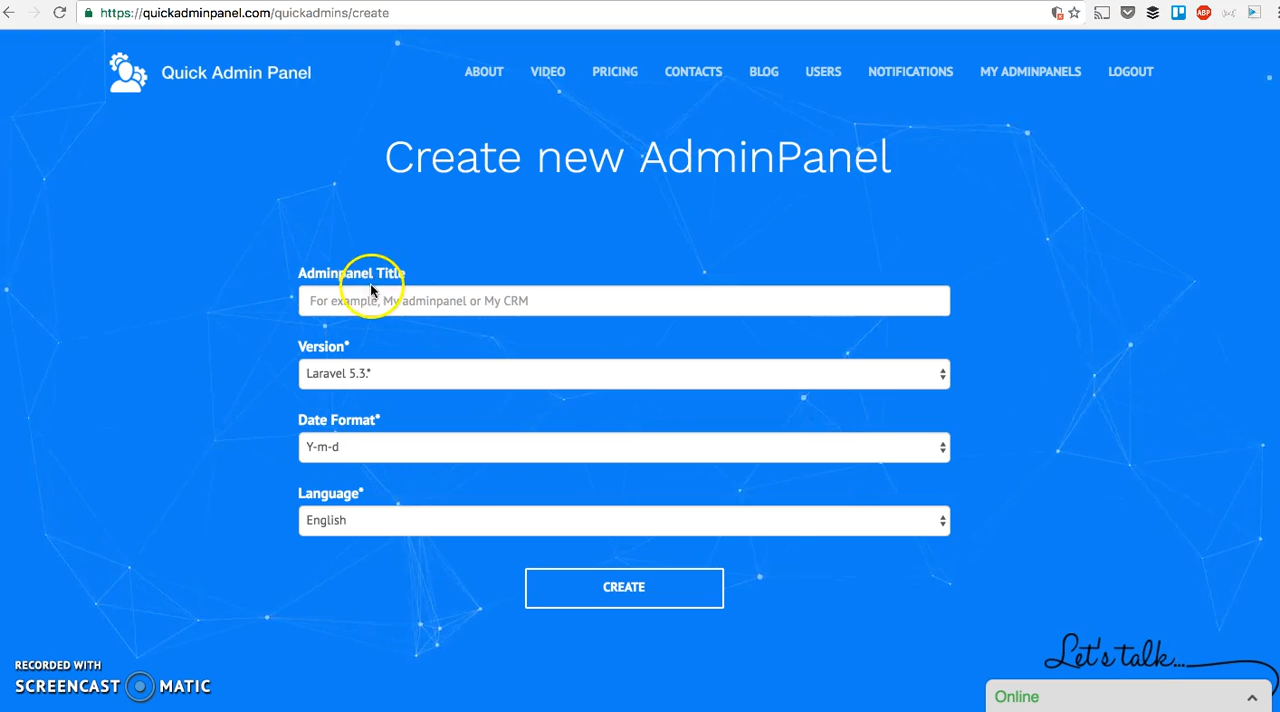 https://quickadminpanel.com/quickadmins/create
ABP
Quick Admin Panel
ABOUT VIDEO PRICING CONTACTS BLOG USERS NOTIFICATIONS MY ADMINPANELS LOGOUT
Create new AdminPanel
Adminpanel Title
For example, My adminpanel or My CRM
Version*
Laravel 5.3.*
Date Format*
Y-m-d
Language*
English
CREATE
Let's talk...
RECORDED WITH
SCREENCAST MATIC
Online